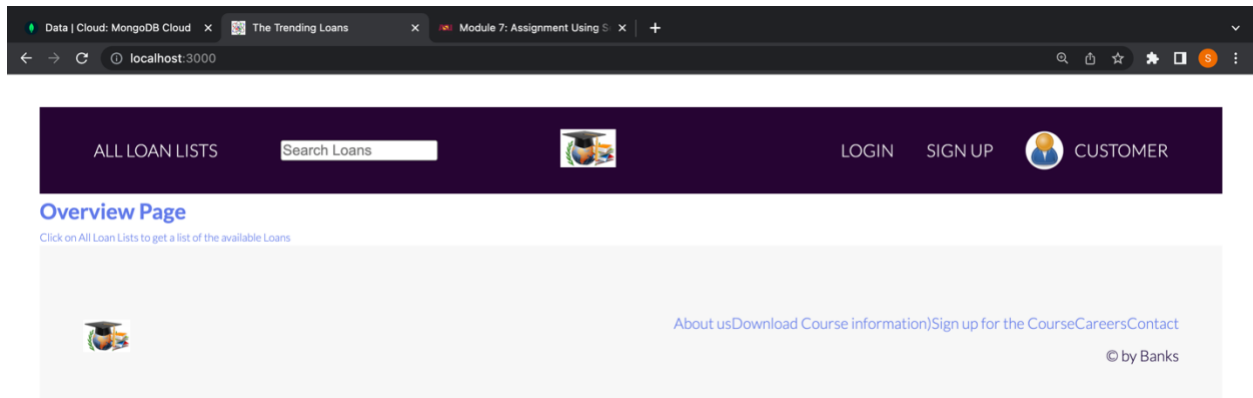 Data | Cloud: MongoDB Cloud The Trending Loans Module 7: Assignment Using S
localhost:3000 S
ALL LOAN LISTS Search Loans LOGIN SIGN UP CUSTOMER
Overview Page
Click on All Loan Lists to get a list of the available Loans
About usDownload Course information)Sign up for the CourseCareersContact
© by Banks